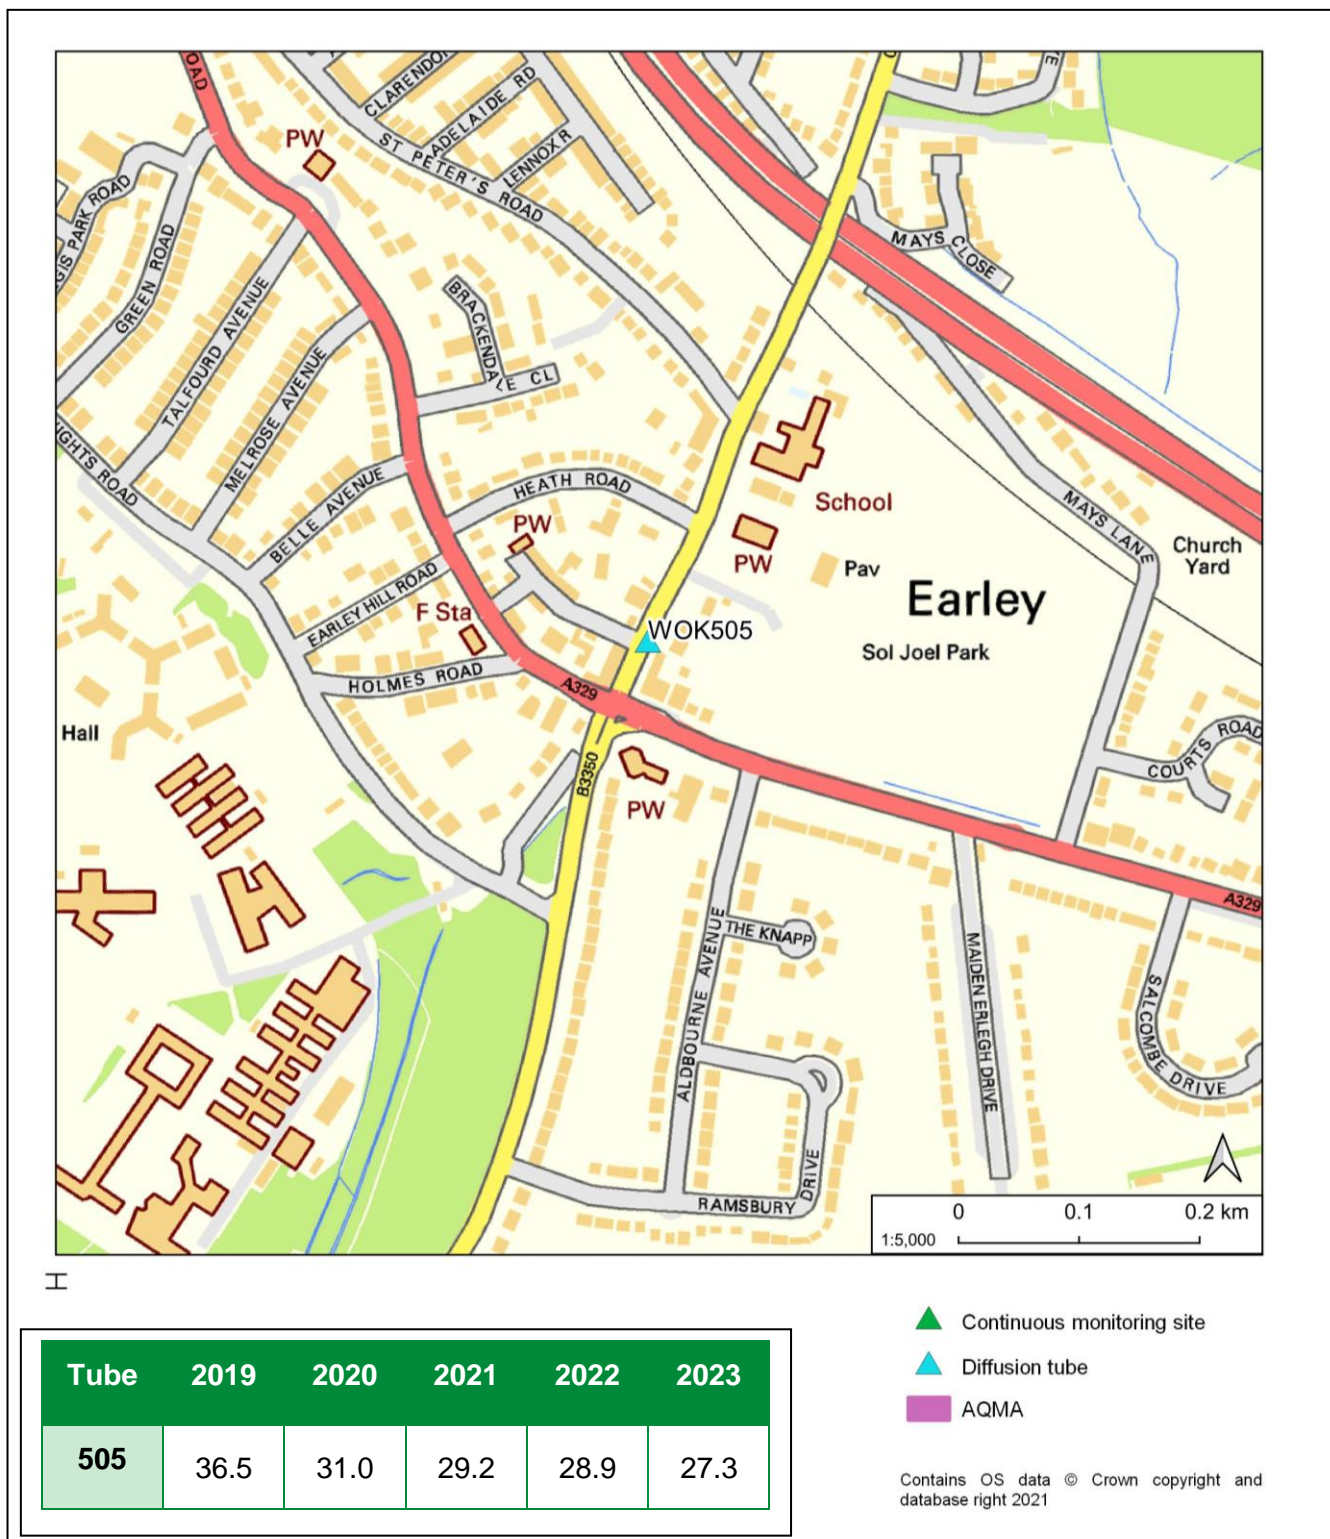 OAD
PW
CLARENDO
ADELAIDE RD
LENNOX R
ST PETER'S ROAD
GIS PARK ROAD
GREEN ROAD
TALFOURD AVENUE
MELROSE AVENUE
BRACKENDALE CL
MAYS CLOSE
IGHTS ROAD
BELLE AVENUE
HEATH ROAD
School
PW
PW
Pav
MAYS LANE
Church
Yard
Earley
EARLEY HILL ROAD
F Sta
WOK505
Sol Joel Park
HOLMES ROAD
A329
Hall
B3350
COURTS ROAD
PW
A329
THE KNAPP
ALDBOURNE AVENUE
MAIDEN ERLEGH DRIVE
SALCOMBE DRIVE
RAMSBURY DRIVE
0 0.1 0.2 km
1:5,000
Continuous monitoring site
Diffusion tube
AQMA
Tube 2019 2020 2021 2022 2023
505 36.5 31.0 29.2 28.9 27.3
Contains OS data © Crown copyright and
database right 2021